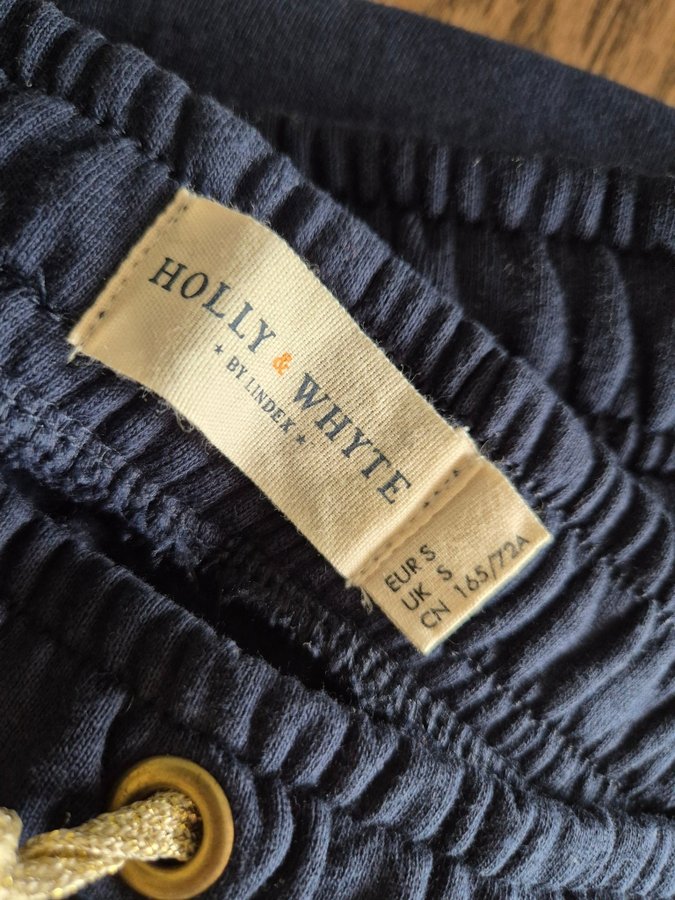 HOLLY & WHYTE
★ BY LINDEX ★
EUR S
UK S
CN 165/72A